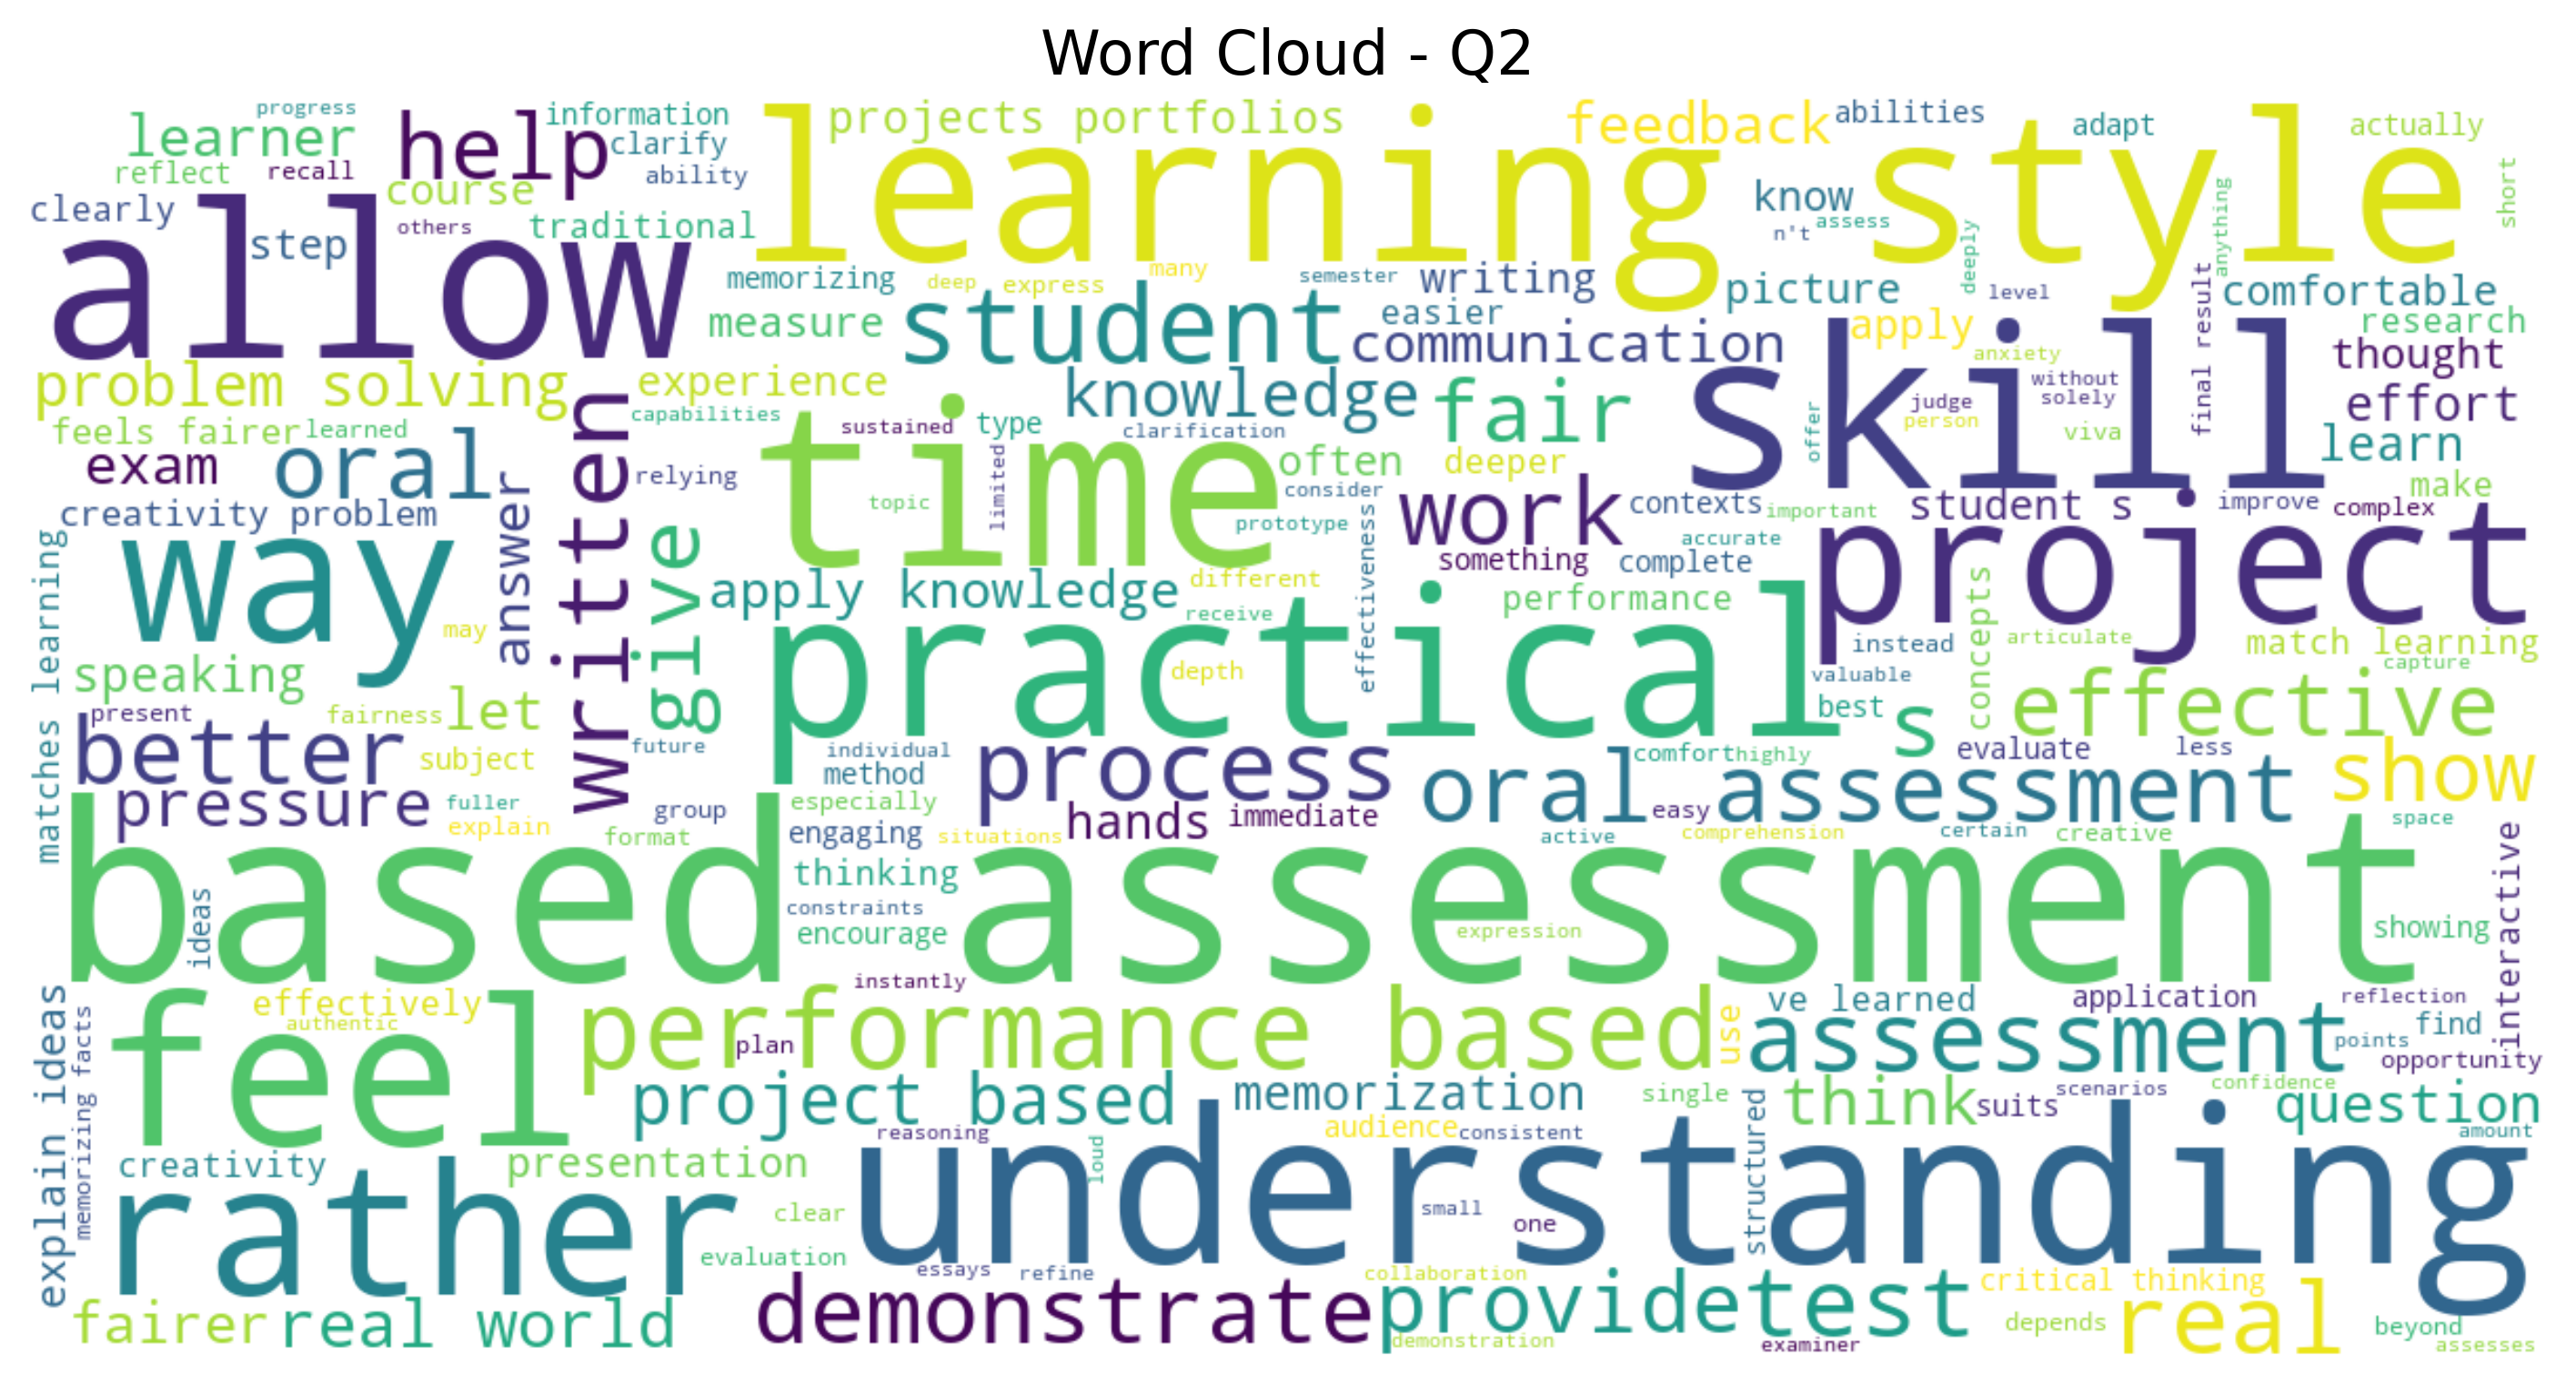 Word Cloud - Q2
progress
learner
help
information
clarify
learning style
projects portfolios
feedback
abilities
adapt
actually
reflect
recall
course
ability
know
assess
n't
anything
short
clearly
step
others
traditional
allow
memorizing
deep
express
many
semester
writing
picture
deeply
level
comfortable
measure
student
easier
communication
apply
skill
final result
research
thought
problem solving
experience
knowledge
fair
anxiety
without
solely
judge
person
offer
viva
effort
feels fairer
learned
capabilities
written
time
sustained
type
clarification
learn
exam
oral
answer
relying
topic
limited
often
deeper
consider
prototype
effectiveness
work
contexts
important
student s
improve
complex
make
creativity problem
way
give
accurate
something
complete
project
matches learning
may
apply knowledge
different
receive
practical
performance
concepts
instead
articulate
match learning
capture
speaking
depth
valuable
best
s
effective
present
fairness
let
better
subject
future
individual
method
process
comfort
highly
evaluate
less
show
pressure
fuller
explain
group
format
especially
engaging
situations
hands
immediate
oral assessment
easy
active
comprehension
certain
creative
space
interactive
based assessment
ideas
thinking
constraints
encourage
expression
showing
explain ideas
memorizing facts
effectively
authentic
feel
instantly
performance based
plan
use
ve learned
application
reflection
assessment
points
find
opportunity
project based
memorization
single
structured
think
suits
scenarios
confidence
question
amount
creativity
presentation
reasoning
loud
audience
consistent
understanding
rather
clear
evaluation
small
one
essays
refine
collaboration
critical thinking
fairer
real world
demonstrate
provide
test
demonstration
examiner
depends
real
beyond
assesses